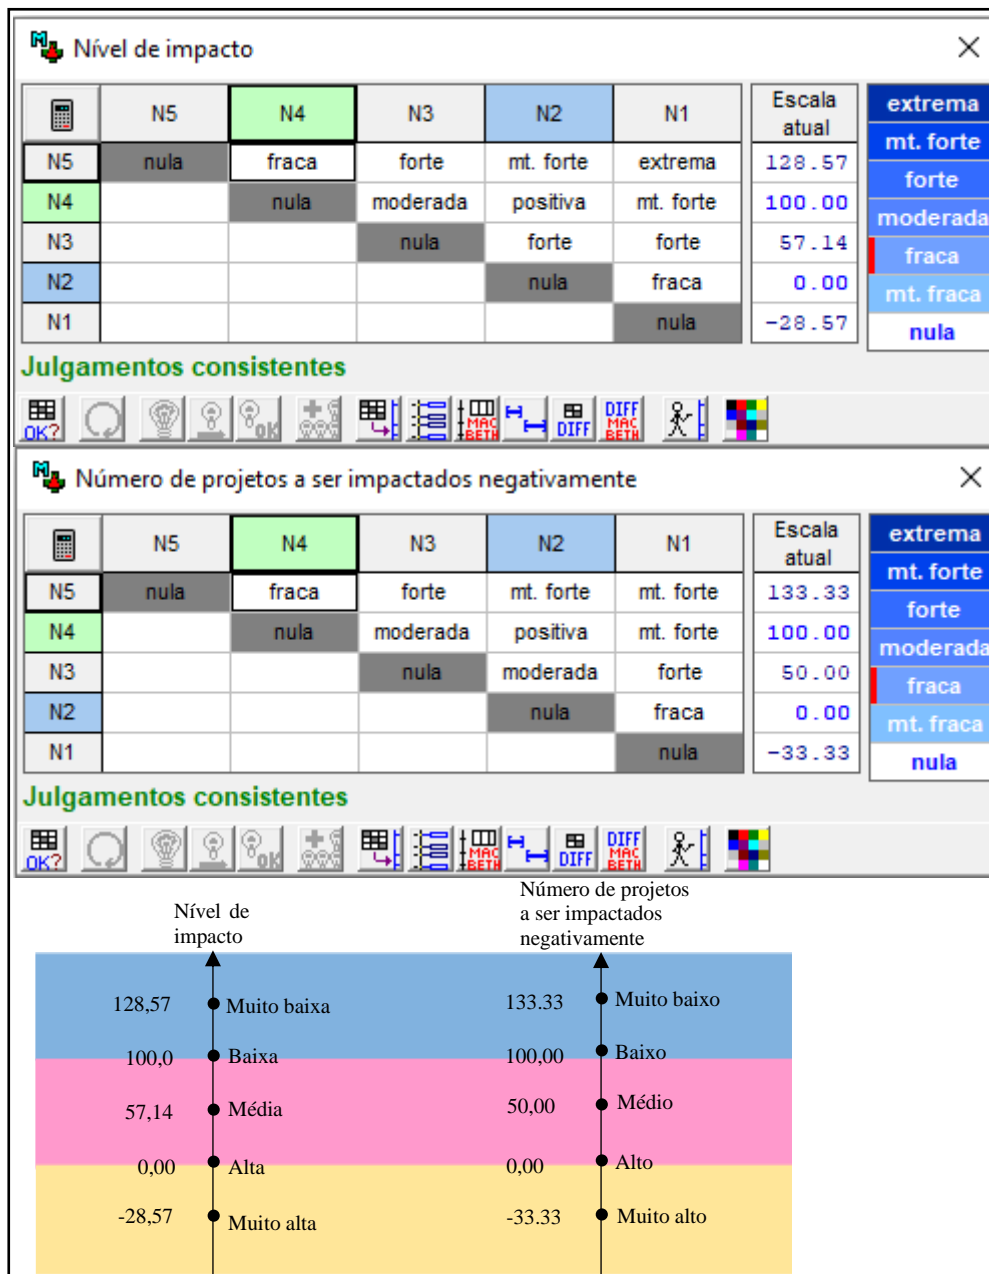 Nível de impacto
N5 N4 N3 N2 N1 Escala atual extrema
mt. forte
N5 nula fraca forte mt. forte extrema 128.57 forte
N4 nula moderada positiva mt. forte 100.00 moderada
N3 nula forte forte 57.14 fraca
N2 nula fraca 0.00 mt. fraca
N1 nula -28.57 nula
Julgamentos consistentes
OK? OK MAC BETH DIFF DIFF MAC BETH
Número de projetos a ser impactados negativamente
N5 N4 N3 N2 N1 Escala atual extrema
mt. forte
N5 nula fraca forte mt. forte mt. forte 133.33 forte
N4 nula moderada positiva mt. forte 100.00 moderada
N3 nula moderada forte 50.00 fraca
N2 nula fraca 0.00 mt. fraca
N1 nula -33.33 nula
Julgamentos consistentes
OK? OK MAC BETH DIFF DIFF MAC BETH
Nível de
impacto
Número de projetos
a ser impactados
negativamente
128,57 Muito baixa 133.33 Muito baixo
100,0 Baixa 100,00 Baixo
57,14 Média 50,00 Médio
0,00 Alta 0,00 Alto
-28,57 Muito alta -33.33 Muito alto